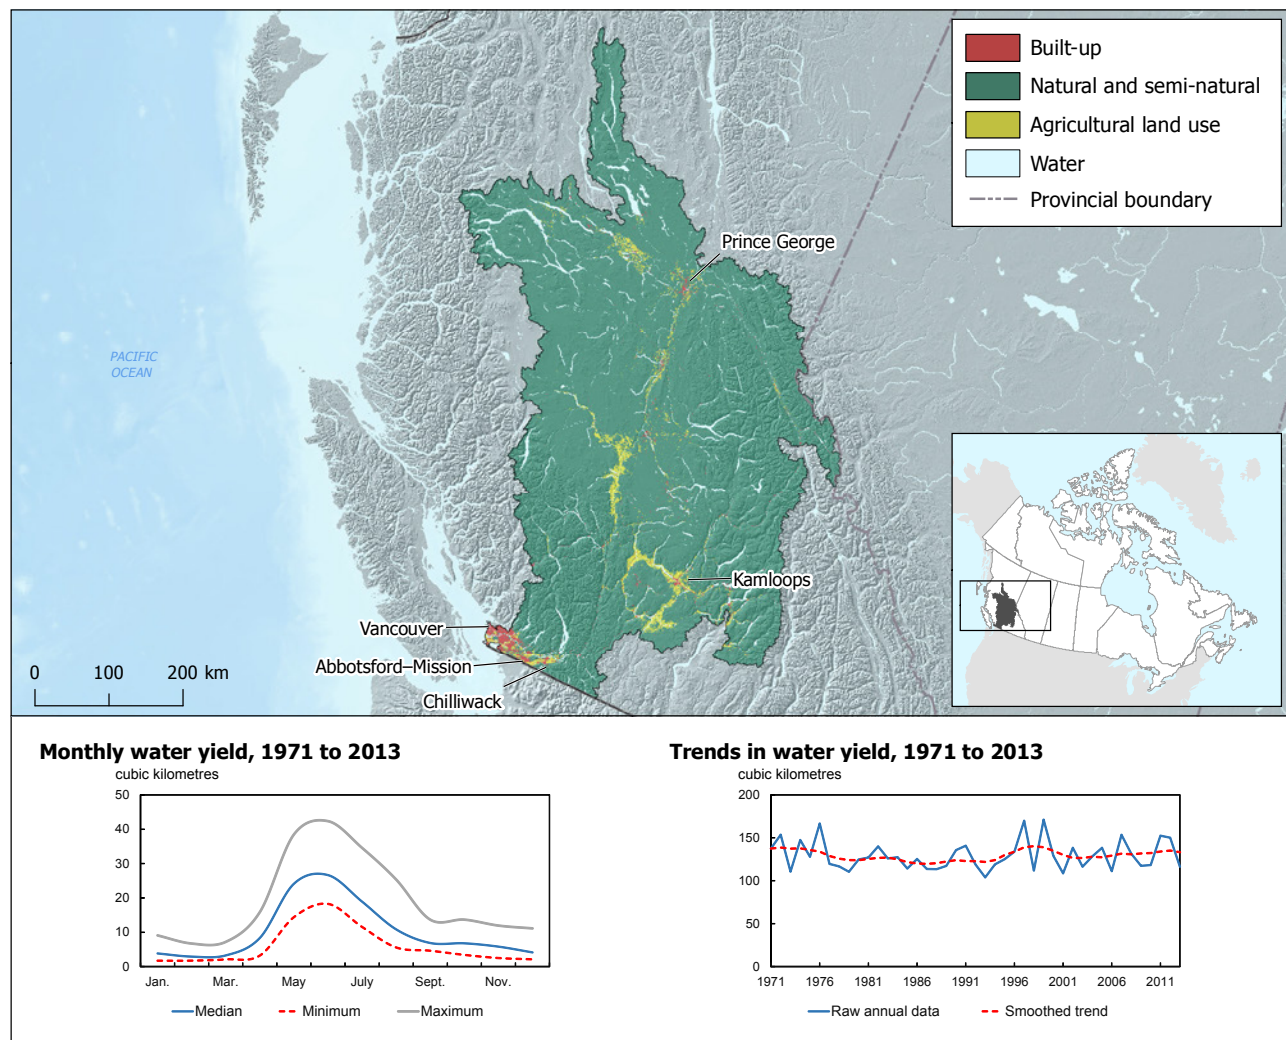 Built-up
Natural and semi-natural
Agricultural land use
Water
Provincial boundary
Prince George
PACIFIC
OCEAN
Kamloops
Vancouver
Abbotsford–Mission
Chilliwack
0 100 200 km
Monthly water yield, 1971 to 2013
cubic kilometres
50
40
30
20
10
0
Jan. Mar. May July Sept. Nov.
Median Minimum Maximum
Trends in water yield, 1971 to 2013
cubic kilometres
200
150
100
50
0
1971 1976 1981 1986 1991 1996 2001 2006 2011
Raw annual data Smoothed trend